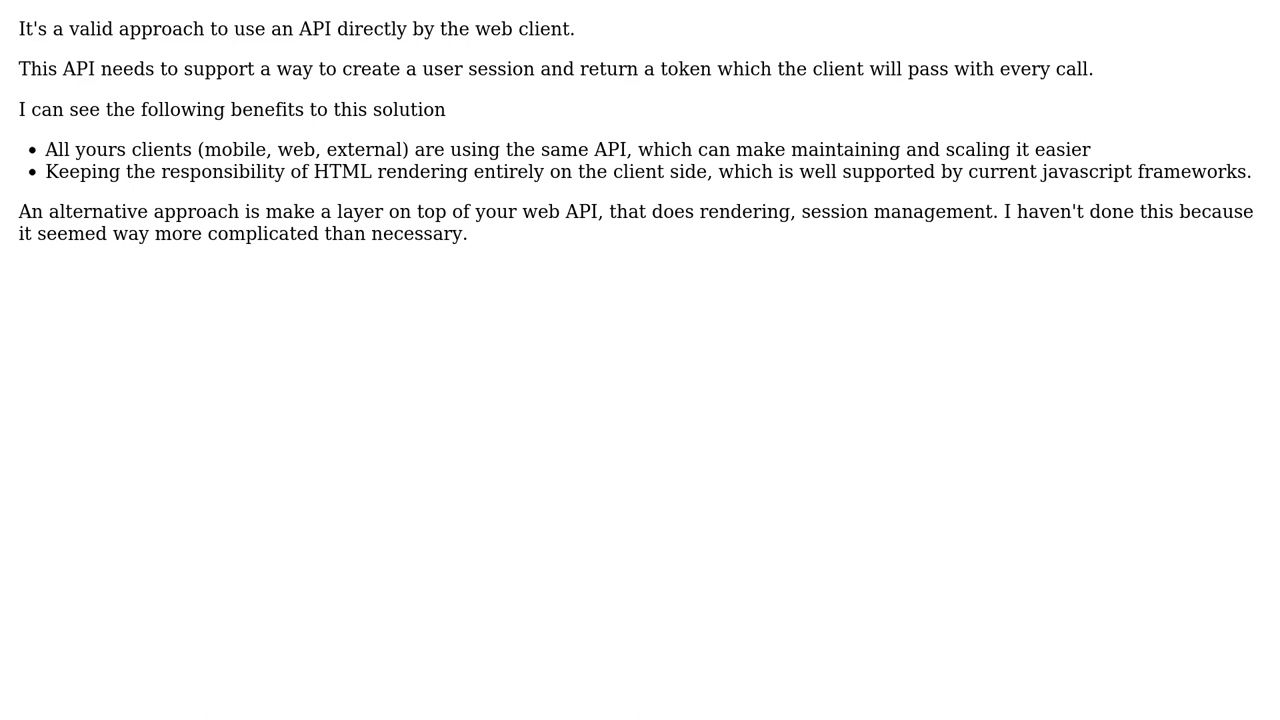 It's a valid approach to use an API directly by the web client.
This API needs to support a way to create a user session and return a token which the client will pass with every call.
I can see the following benefits to this solution
• All yours clients (mobile, web, external) are using the same API, which can make maintaining and scaling it easier
• Keeping the responsibility of HTML rendering entirely on the client side, which is well supported by current javascript frameworks.
An alternative approach is make a layer on top of your web API, that does rendering, session management. I haven't done this because
it seemed way more complicated than necessary.